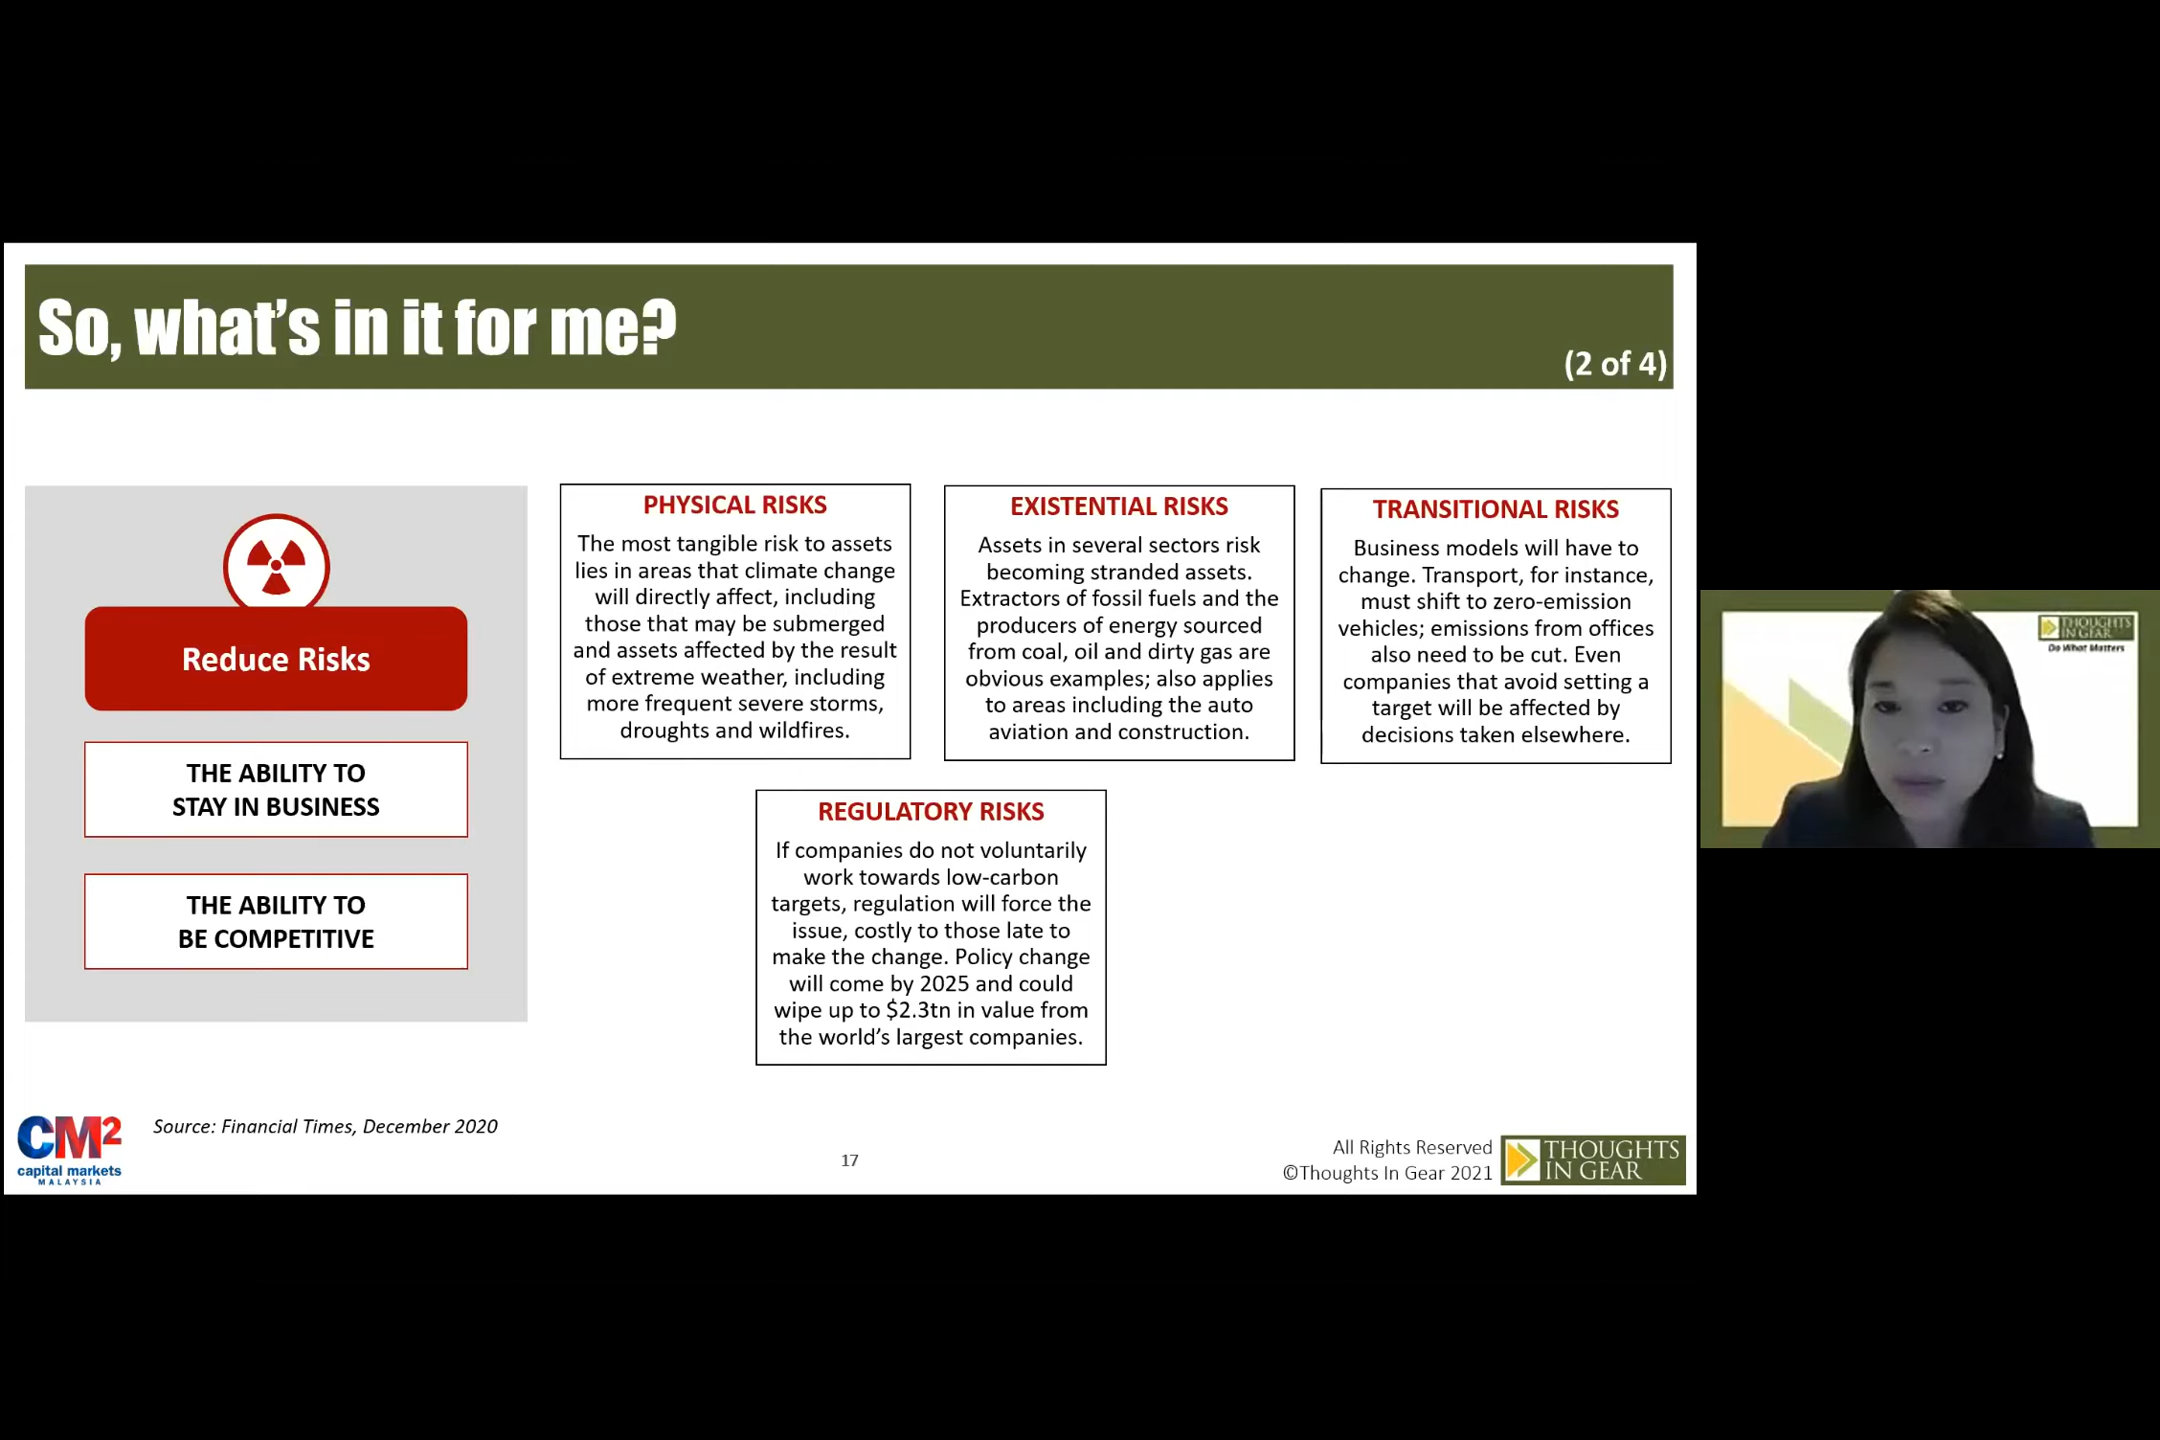 So, what's in it for me?
(2 of 4)
Reduce Risks
THE ABILITY TO
STAY IN BUSINESS
THE ABILITY TO
BE COMPETITIVE
PHYSICAL RISKS
The most tangible risk to assets
lies in areas that climate change
will directly affect, including
those that may be submerged
and assets affected by the result
of extreme weather, including
more frequent severe storms,
droughts and wildfires.
EXISTENTIAL RISKS
Assets in several sectors risk
becoming stranded assets.
Extractors of fossil fuels and the
producers of energy sourced
from coal, oil and dirty gas are
obvious examples; also applies
to areas including the auto
aviation and construction.
TRANSITIONAL RISKS
Business models will have to
change. Transport, for instance,
must shift to zero-emission
vehicles; emissions from offices
also need to be cut. Even
companies that avoid setting a
target will be affected by
decisions taken elsewhere.
REGULATORY RISKS
If companies do not voluntarily
work towards low-carbon
targets, regulation will force the
issue, costly to those late to
make the change. Policy change
will come by 2025 and could
wipe up to $2.3tn in value from
the world's largest companies.
CM2
capital markets
MALAYSIA
Source: Financial Times, December 2020
17
All Rights Reserved
©Thoughts In Gear 2021
THOUGHTS
IN GEAR
THOUGHTS
IN GEAR
Do What Matters